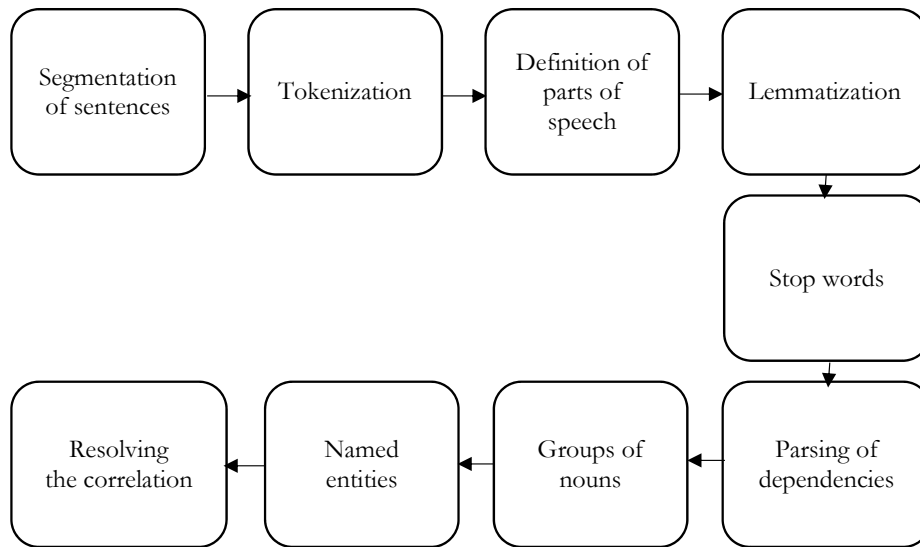 Segmentation
of sentences
Tokenization
Definition of
parts of
speech
Lemmatization
Stop words
Parsing of
dependencies
Groups of
nouns
Named
entities
Resolving
the correlation